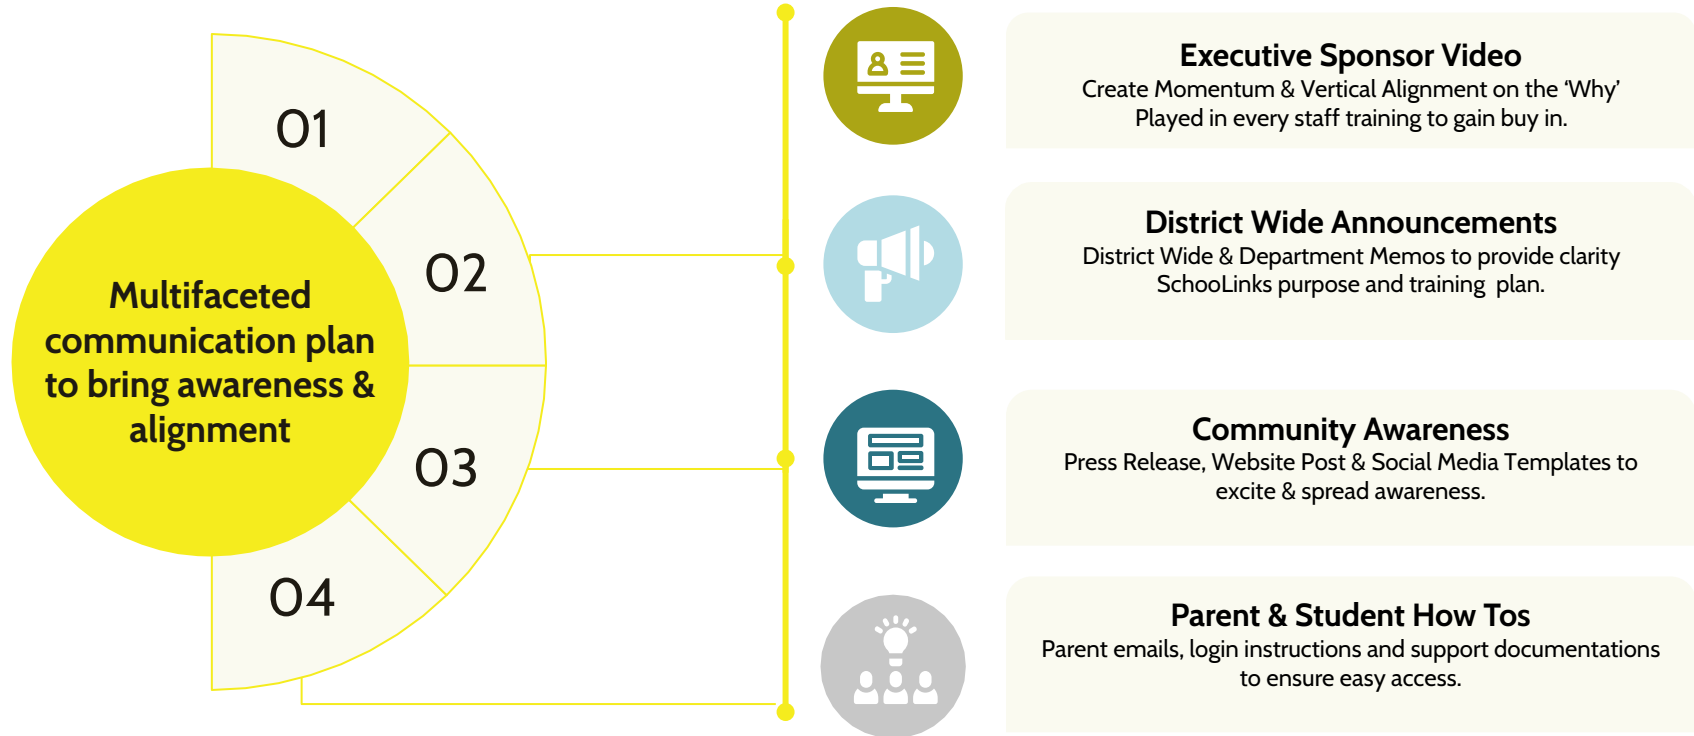 01
02
03
04
Multifaceted
communication plan
to bring awareness &
alignment
Executive Sponsor Video
Create Momentum & Vertical Alignment on the ‘Why’
Played in every staff training to gain buy in.
District Wide Announcements
District Wide & Department Memos to provide clarity
SchooLinks purpose and training  plan.
Community Awareness
Press Release, Website Post & Social Media Templates to
excite & spread awareness.
Parent & Student How Tos
Parent emails, login instructions and support documentations
to ensure easy access.